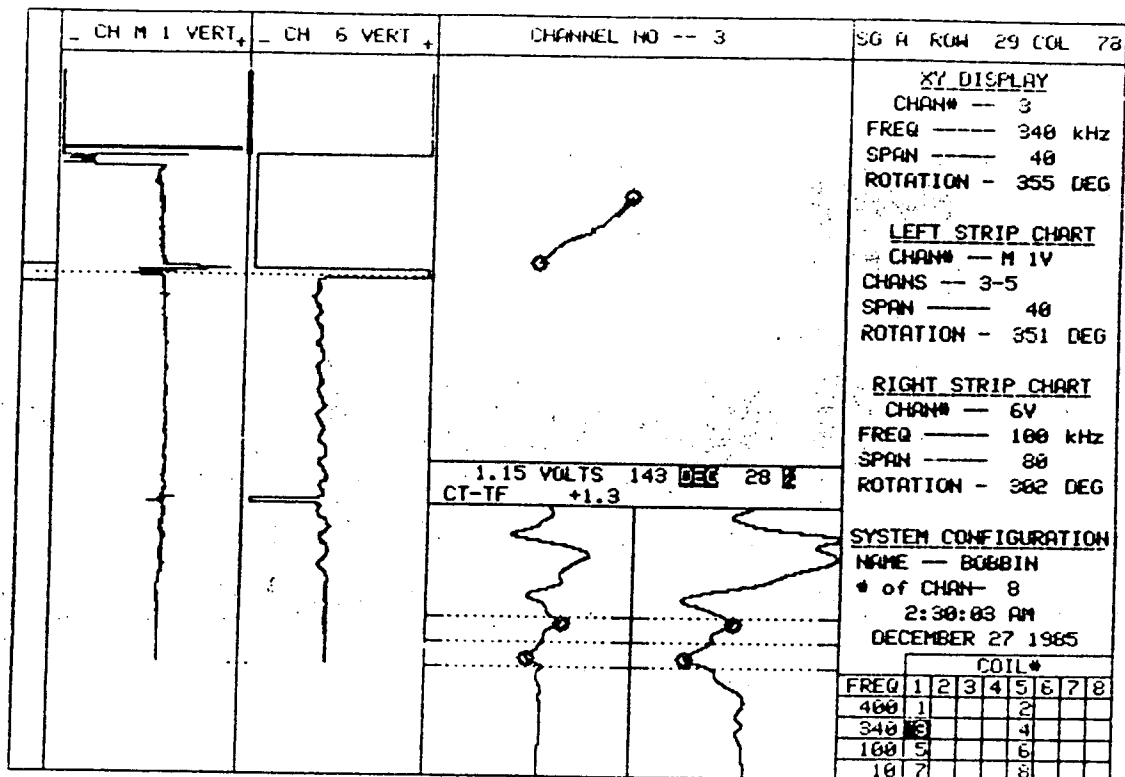 _ CH M 1 VERT +
_ CH 6 VERT +
CHANNEL NO -- 3
SG A ROW 29 COL 78
XY DISPLAY
CHAN# -- 3
FREQ ----- 340 kHz
SPAN ----- 40
ROTATION - 355 DEG
LEFT STRIP CHART
CHAN# -- M 1V
CHANS -- 3-5
SPAN ----- 40
ROTATION - 351 DEG
RIGHT STRIP CHART
CHAN# -- 6V
FREQ ----- 100 kHz
SPAN ----- 80
ROTATION - 302 DEG
1.15 VOLTS 143 DEG 28 %
CT-TF +1.3
SYSTEM CONFIGURATION
NAME -- BOBBIN
# of CHAN- 8
2:30:03 AM
DECEMBER 27 1985
COIL#
FREQ 1 2 3 4 5 6 7 8
400 1 2
340 3 4
100 5 6
10 7 8